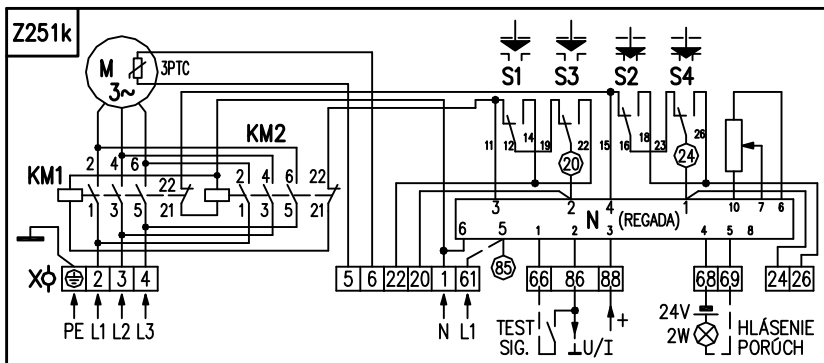 Z251k
S1 S3 S2 S4
M 3~
3PTC
KM2
KM1
2 4 6 22
1 3 5 21
2 4 6 22
1 3 5 21
11 12 14 19 22 15 16 18 23 26
20 24
3 2 4 1 10 7 6
N (REGADA)
6 5 1 2 3 4 5 8
85
X
2 3 4
5 6 22 20 1 61
66 86 88
68 69
24 26
PE L1 L2 L3
N L1
TEST
SIG.
U/I
+
24V
2W
HLÁSENIE
PORÚCH